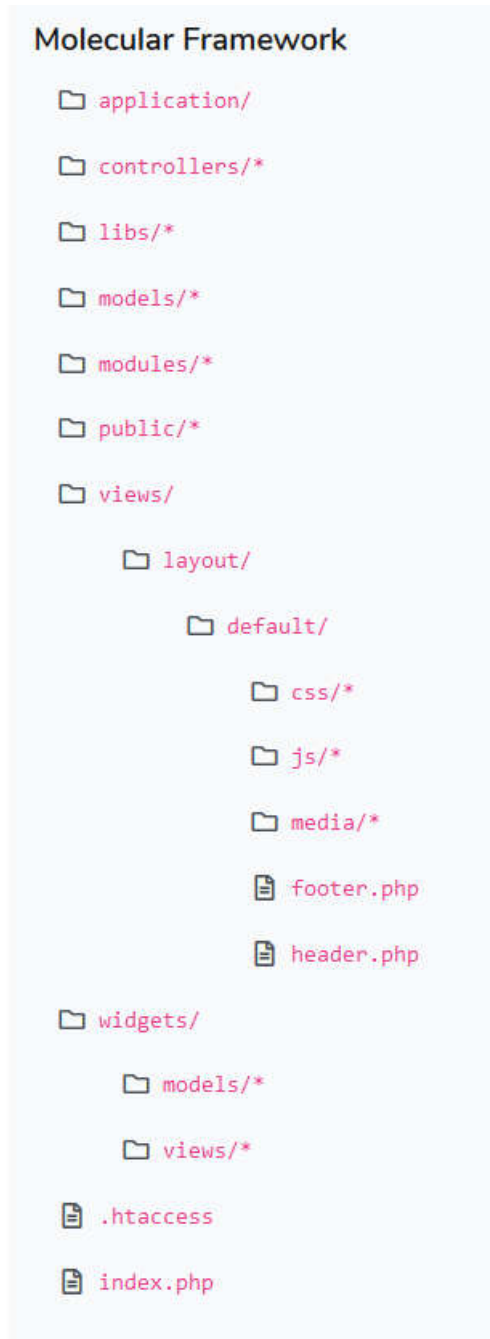 Molecular Framework
application/
controllers/*
libs/*
models/*
modules/*
public/*
views/
layout/
default/
css/*
js/*
media/*
footer.php
header.php
widgets/
models/*
views/*
.htaccess
index.php